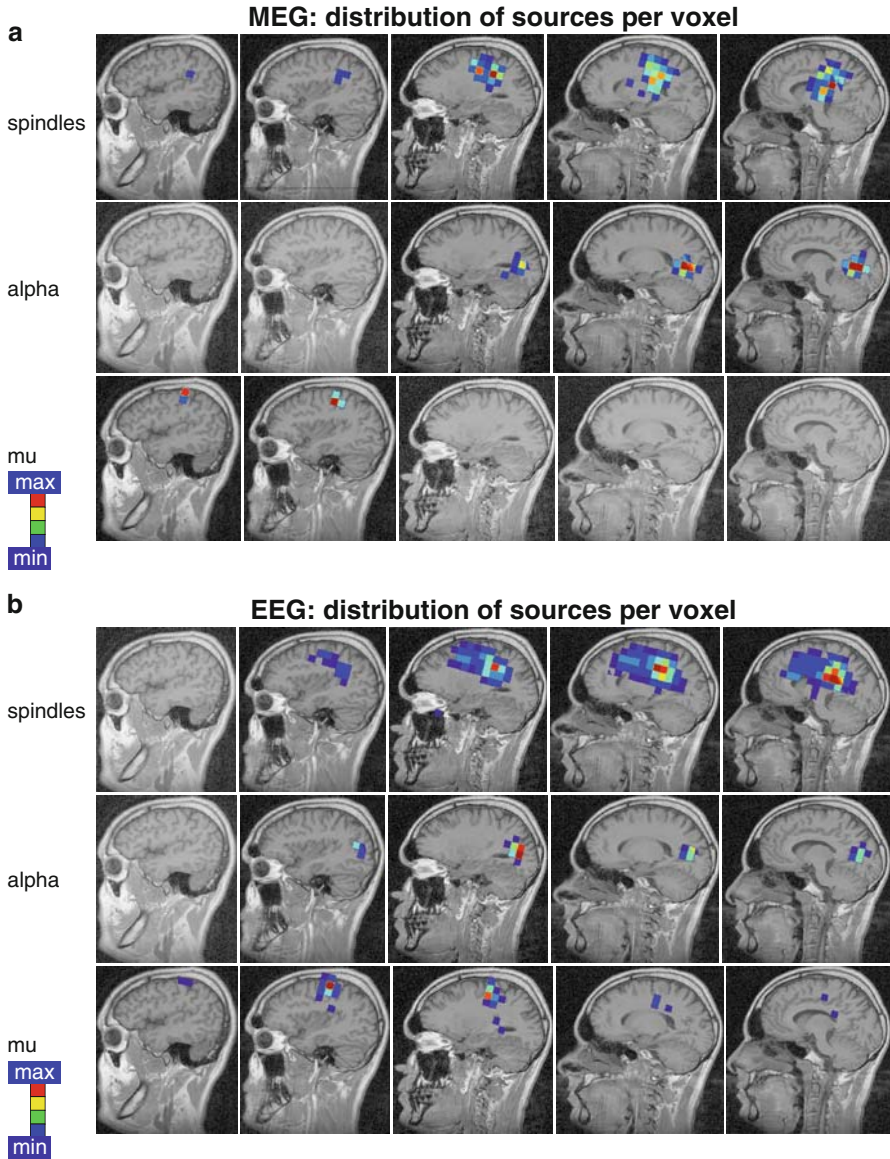 MEG: distribution of sources per voxel
a
spindles
alpha
mu
max
min
b
EEG: distribution of sources per voxel
spindles
alpha
mu
max
min